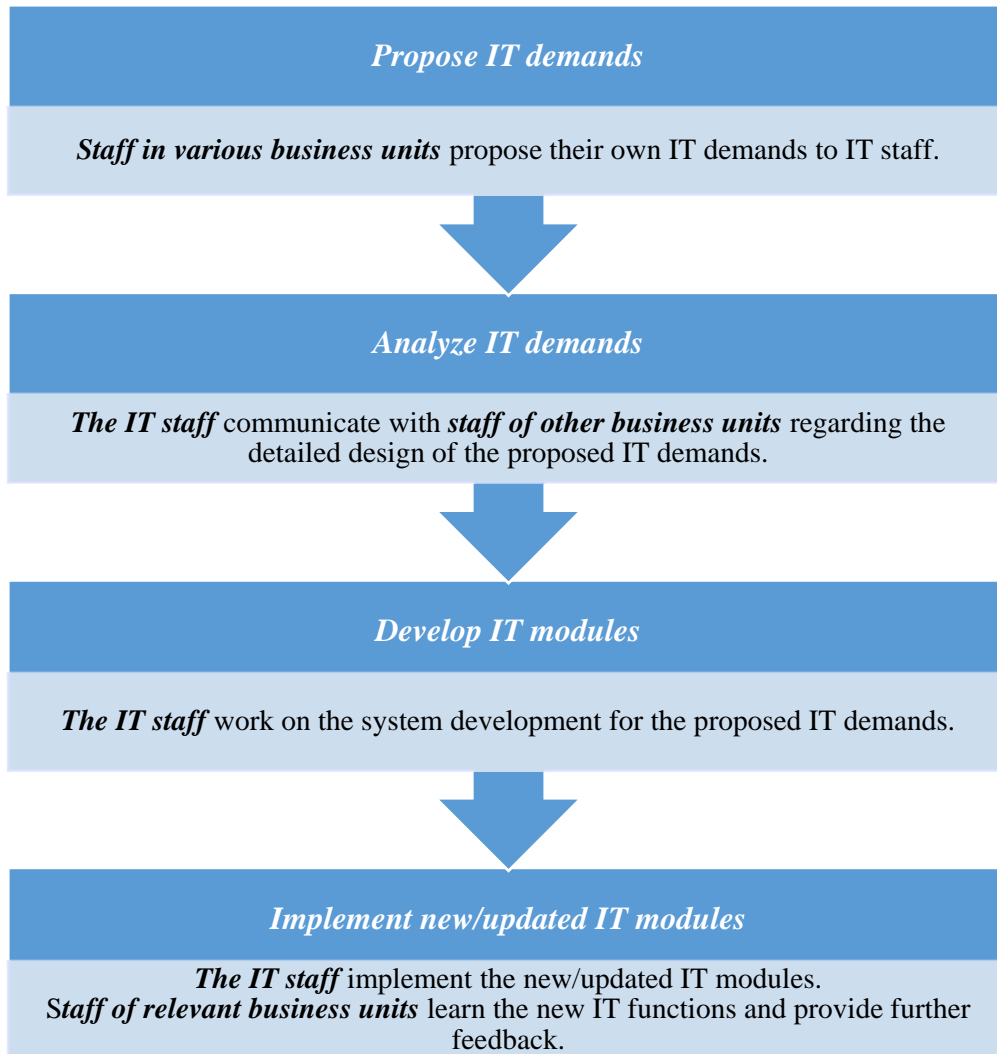 Propose IT demands
Staff in various business units propose their own IT demands to IT staff.
Analyze IT demands
The IT staff communicate with staff of other business units regarding the
detailed design of the proposed IT demands.
Develop IT modules
The IT staff work on the system development for the proposed IT demands.
Implement new/updated IT modules
The IT staff implement the new/updated IT modules.
Staff of relevant business units learn the new IT functions and provide further
feedback.